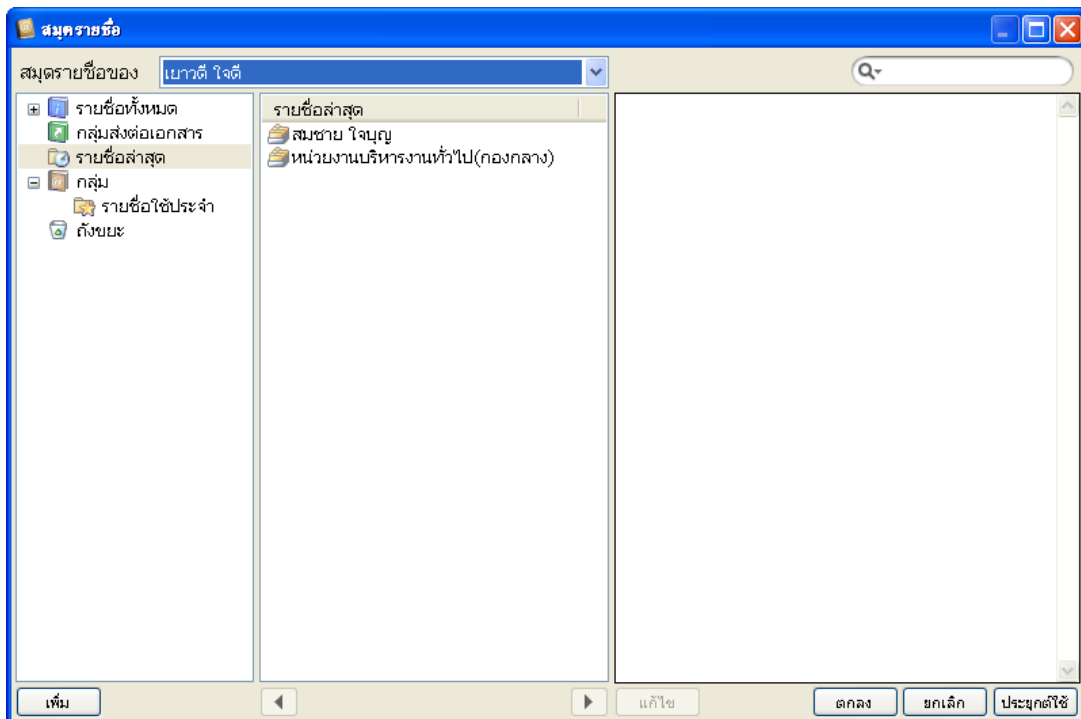 สมุดรายชื่อ
สมุดรายชื่อของ เยาวดี ใจดี
รายชื่อทั้งหมด
กลุ่มส่งต่อเอกสาร
รายชื่อล่าสุด
กลุ่ม
รายชื่อใช้ประจำ
ถังขยะ
รายชื่อล่าสุด
สมชาย ใจบุญ
หน่วยงานบริหารงานทั่วไป(กองกลาง)
เพิ่ม
แก้ไข
ตกลง
ยกเลิก
ประยุกต์ใช้